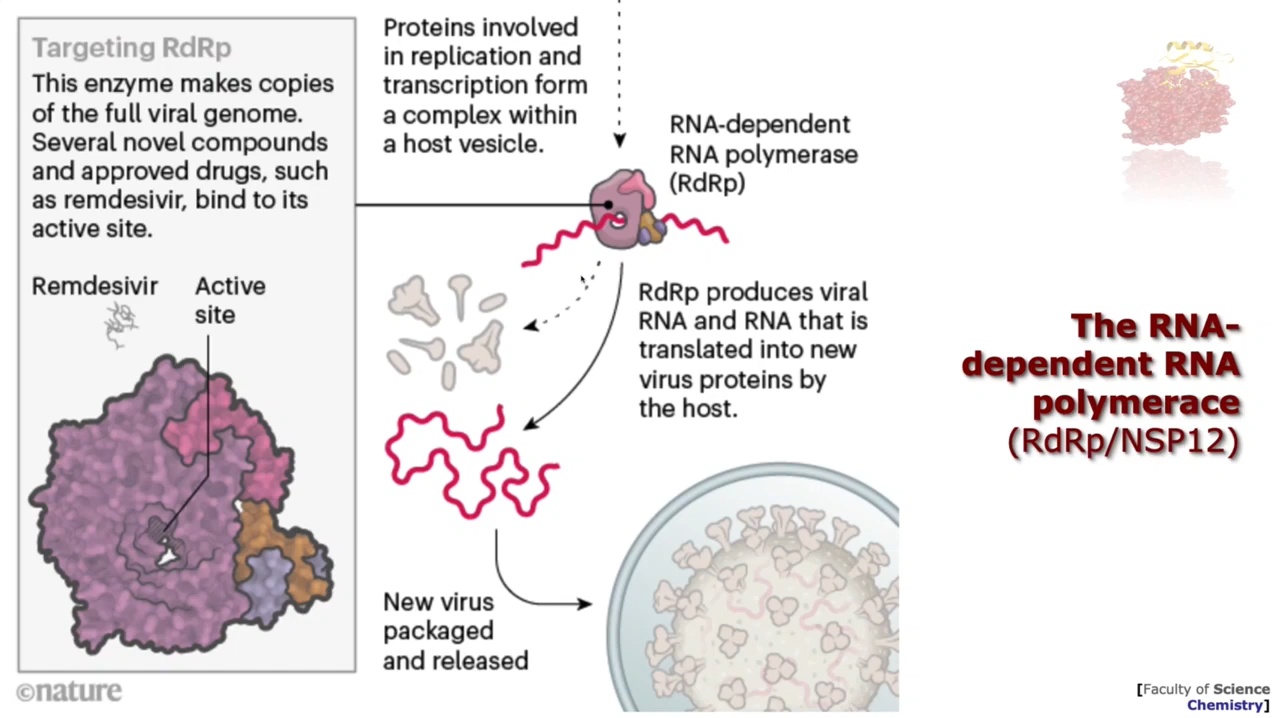 Targeting RdRp
This enzyme makes copies
of the full viral genome.
Several novel compounds
and approved drugs, such
as remdesivir, bind to its
active site.
Remdesivir
Active
site
Proteins involved
in replication and
transcription form
a complex within
a host vesicle.
RNA-dependent
RNA polymerase
(RdRp)
RdRp produces viral
RNA and RNA that is
translated into new
virus proteins by
the host.
New virus
packaged
and released
©nature
The RNA-
dependent RNA
polymerace
(RdRp/NSP12)
[Faculty of Science
Chemistry]